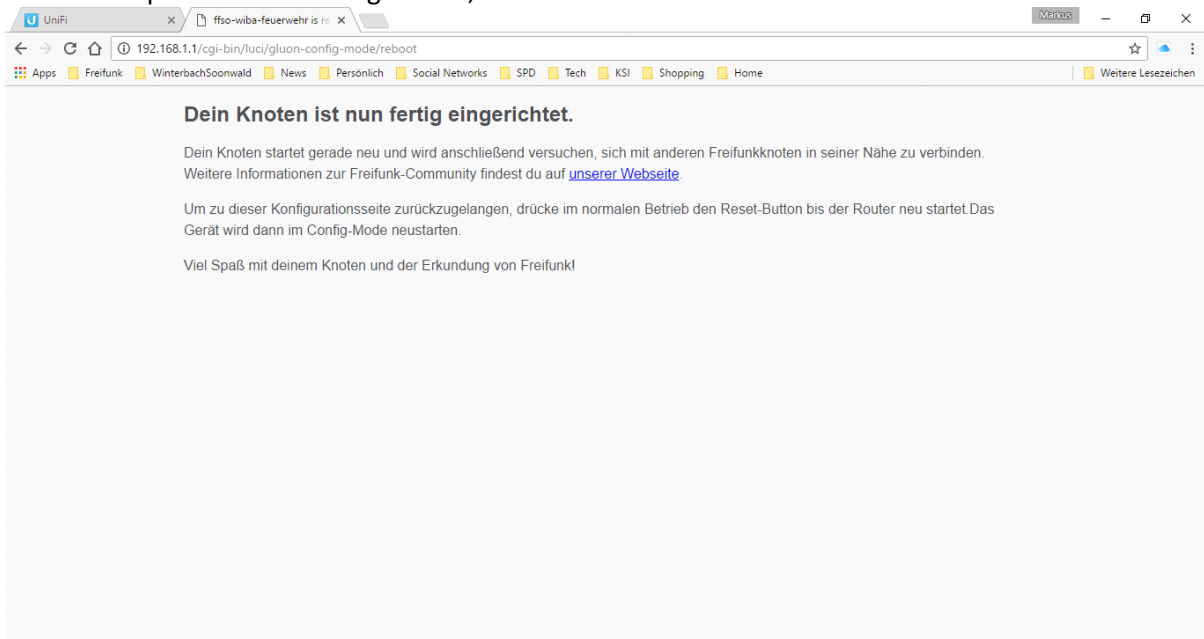 UniFi
ffso-wiba-feuerwehr is re
Markus
192.168.1.1/cgi-bin/luci/gluon-config-mode/reboot
Apps Freifunk WinterbachSoonwald News Persönlich Social Networks SPD Tech KSI Shopping Home Weitere Lesezeichen
Dein Knoten ist nun fertig eingerichtet.
Dein Knoten startet gerade neu und wird anschließend versuchen, sich mit anderen Freifunkknoten in seiner Nähe zu verbinden.
Weitere Informationen zur Freifunk-Community findest du auf unserer Webseite.
Um zu dieser Konfigurationsseite zurückzugelangen, drücke im normalen Betrieb den Reset-Button bis der Router neu startet.Das
Gerät wird dann im Config-Mode neustarten.
Viel Spaß mit deinem Knoten und der Erkundung von Freifunk!